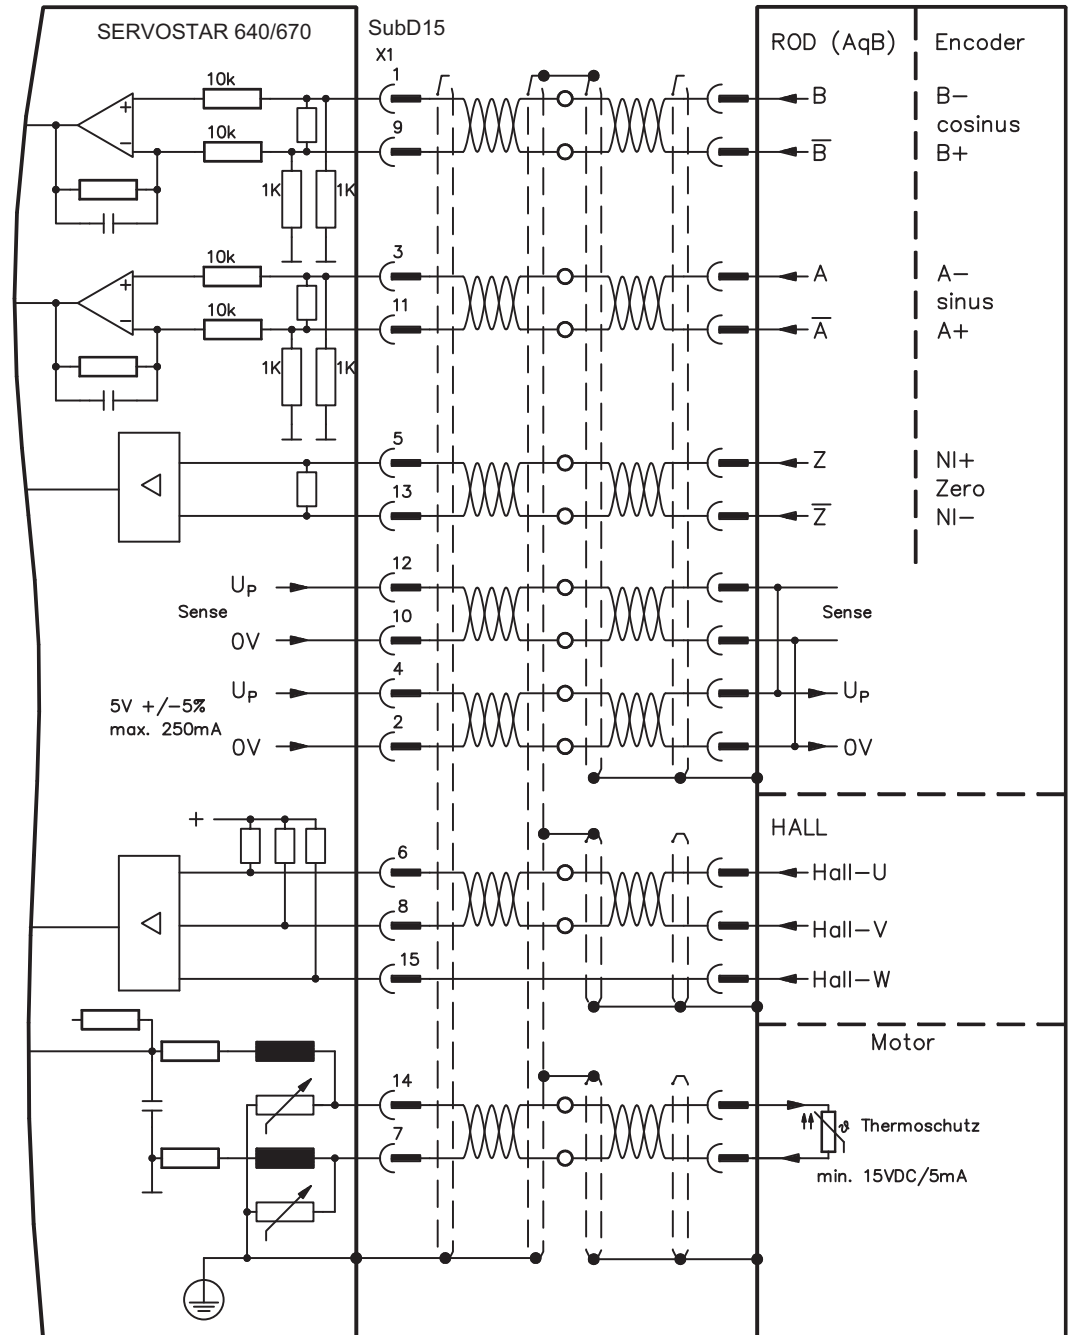 SERVOSTAR 640/670
SubD15
X1
ROD (AqB)
Encoder
10k
1
B
B–
cosinus
10k
9
B̅
B+
1K
1K
10k
3
A
A–
sinus
10k
11
A̅
A+
1K
1K
5
Z
NI+
Zero
13
Z̅
NI–
UP
12
Sense
Sense
0V
10
5V +/–5%
max. 250mA
UP
4
UP
0V
2
0V
+
HALL
6
Hall–U
8
Hall–V
15
Hall–W
Motor
14
7
ϑ Thermoschutz
min. 15VDC/5mA